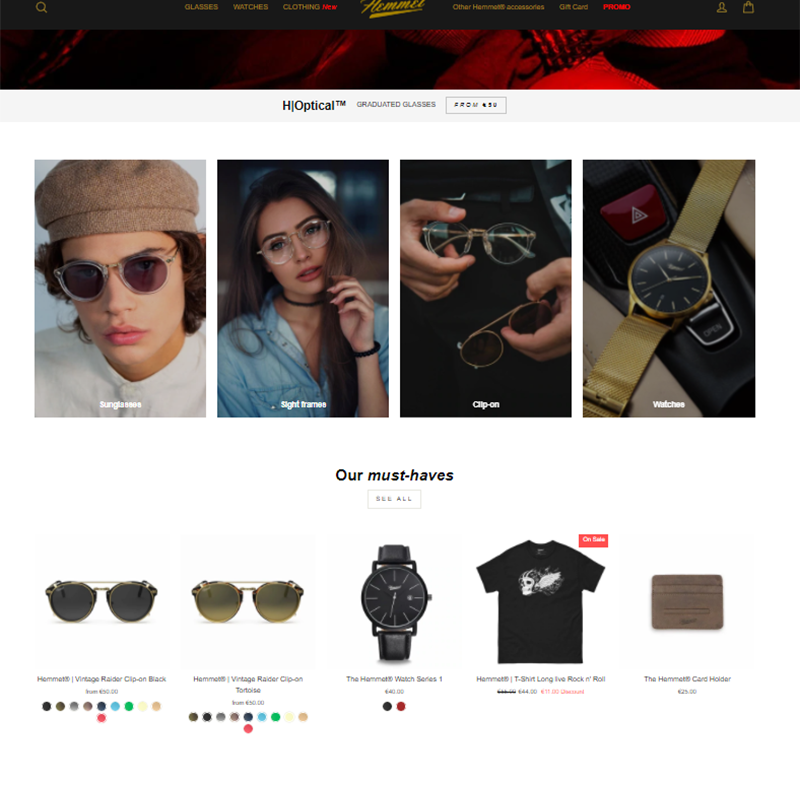 GLASSES WATCHES CLOTHING New Hemmet Other Hemmet® accessories Gift Card PROMO
H|Optical™ GRADUATED GLASSES FROM €50
Sunglasses Sight frames Clip-on Watches
OPEN
Our must-haves
SEE ALL
On Sale
Hemmet® | Vintage Raider Clip-on Black
from €50.00
Hemmet® | Vintage Raider Clip-on
Tortoise
from €50.00
The Hemmet® Watch Series 1
€40.00
Hemmet® | T-Shirt Long live Rock n' Roll
€55.00 €44.00 €11.00 Discount
The Hemmet® Card Holder
€25.00